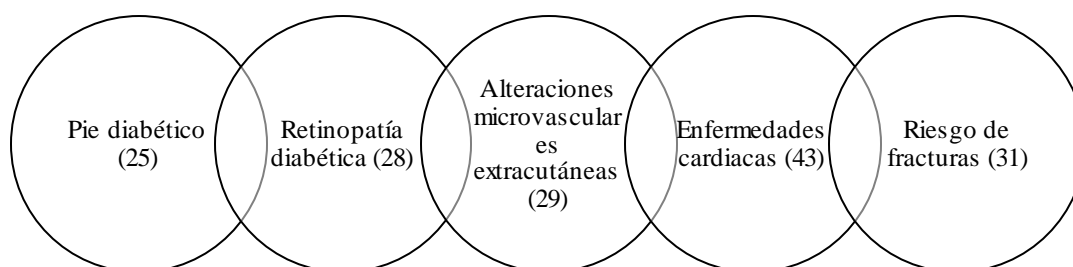 Pie diabético
(25)
Retinopatía
diabética (28)
Alteraciones
microvascular
es
extracutáneas
(29)
Enfermedades
cardiacas (43)
Riesgo de
fracturas (31)